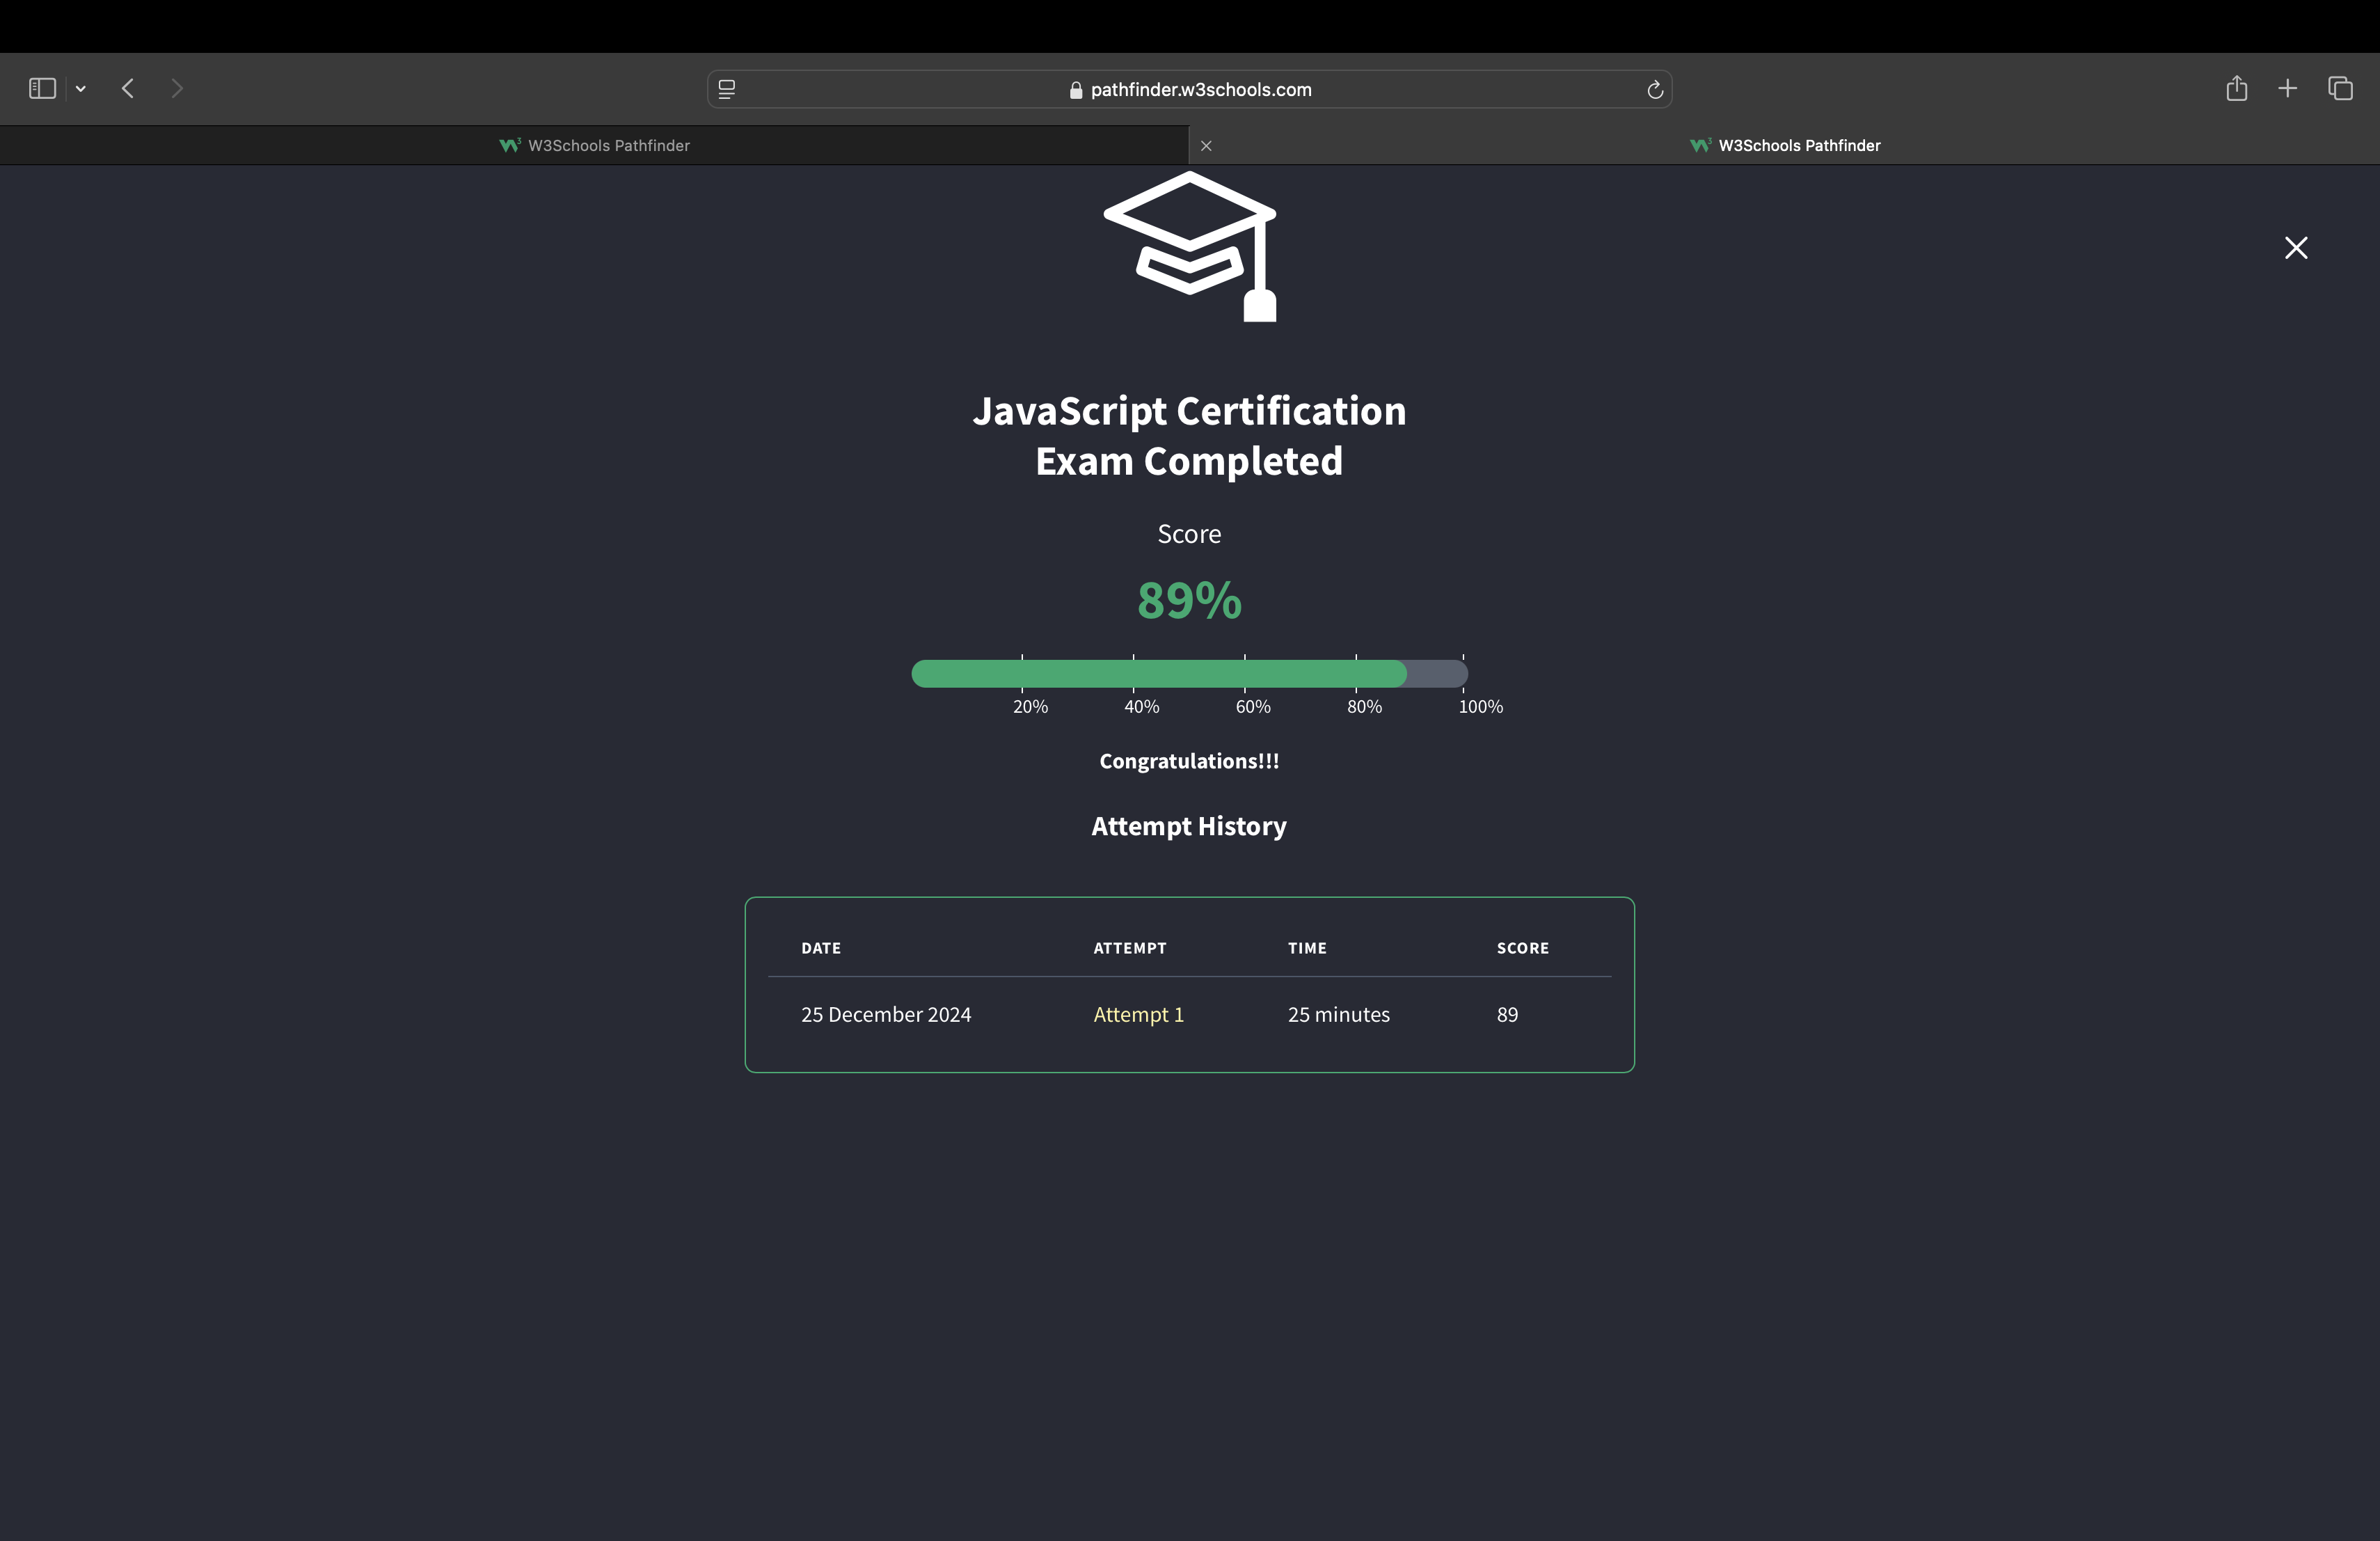 pathfinder.w3schools.com
W3Schools Pathfinder
W3Schools Pathfinder
JavaScript Certification
Exam Completed
Score
89%
20% 40% 60% 80% 100%
Congratulations!!!
Attempt History
DATE ATTEMPT TIME SCORE
25 December 2024 Attempt 1 25 minutes 89